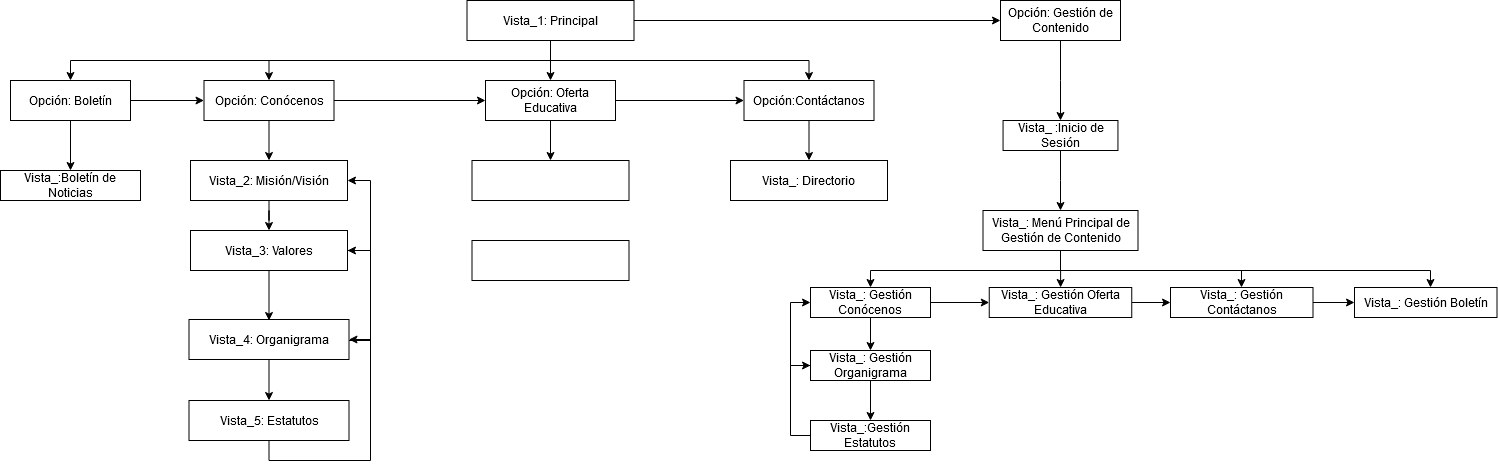 Vista_1: Principal
Opción: Gestión de
Contenido
Opción: Boletín
Opción: Conócenos
Opción: Oferta
Educativa
Opción:Contáctanos
Vista_ :Inicio de
Sesión
Vista_:Boletín de
Noticias
Vista_2: Misión/Visión
Vista_: Directorio
Vista_3: Valores
Vista_: Menú Principal de
Gestión de Contenido
Vista_4: Organigrama
Vista_5: Estatutos
Vista_: Gestión
Conócenos
Vista_: Gestión Oferta
Educativa
Vista_: Gestión
Contáctanos
Vista_: Gestión Boletín
Vista_: Gestión
Organigrama
Vista_:Gestión
Estatutos